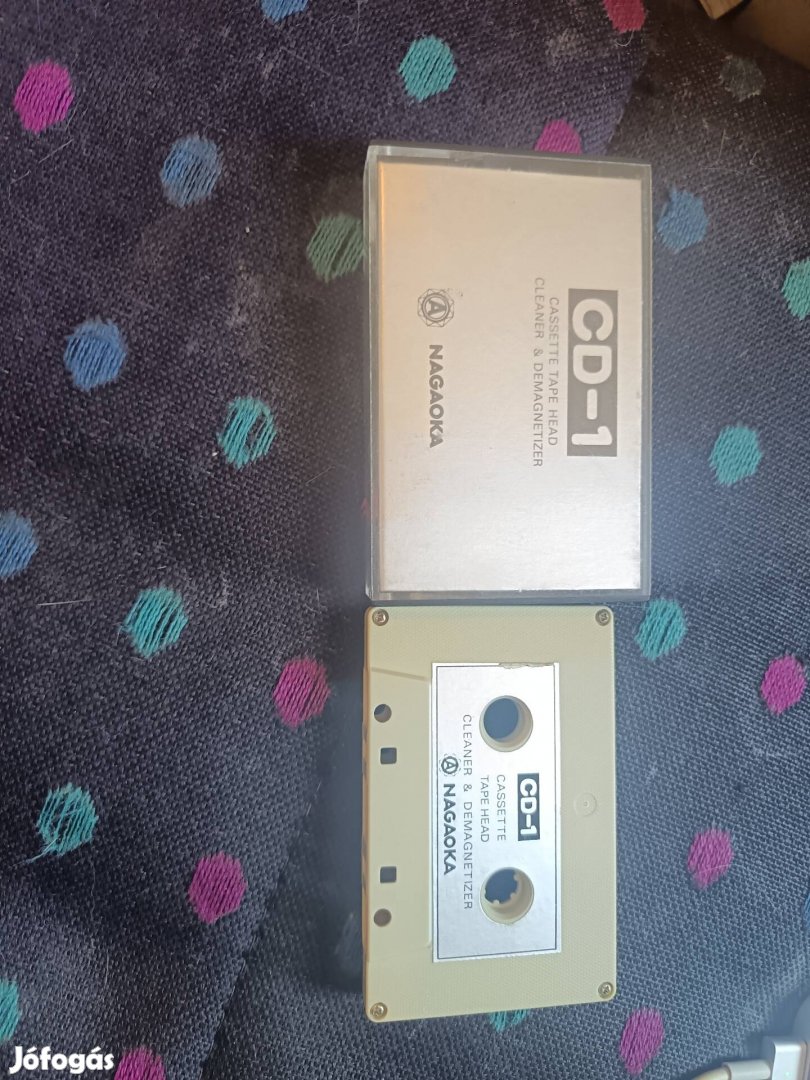 CD-1
CASSETTE TAPE HEAD
CLEANER & DEMAGNETIZER
A NAGAOKA
CD-1
CASSETTE
TAPE HEAD
CLEANER & DEMAGNETIZER
A NAGAOKA
Jófogás